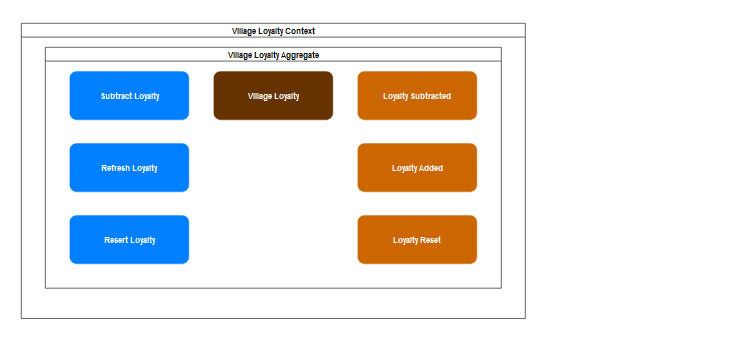 Village Loyalty Context
Village Loyalty Aggregate
Subtract Loyalty
Village Loyalty
Loyalty Subtracted
Refresh Loyalty
Loyalty Added
Resert Loyalty
Loyalty Reset